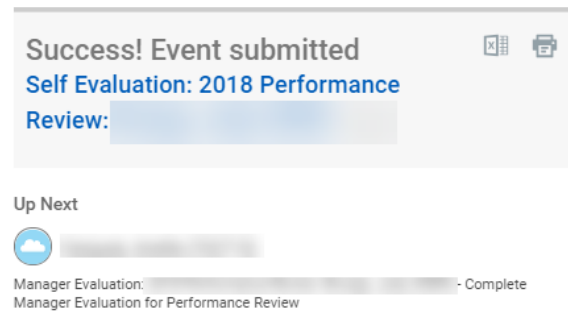 Success! Event submitted
Self Evaluation: 2018 Performance
Review:
Up Next
Manager Evaluation: - Complete
Manager Evaluation for Performance Review